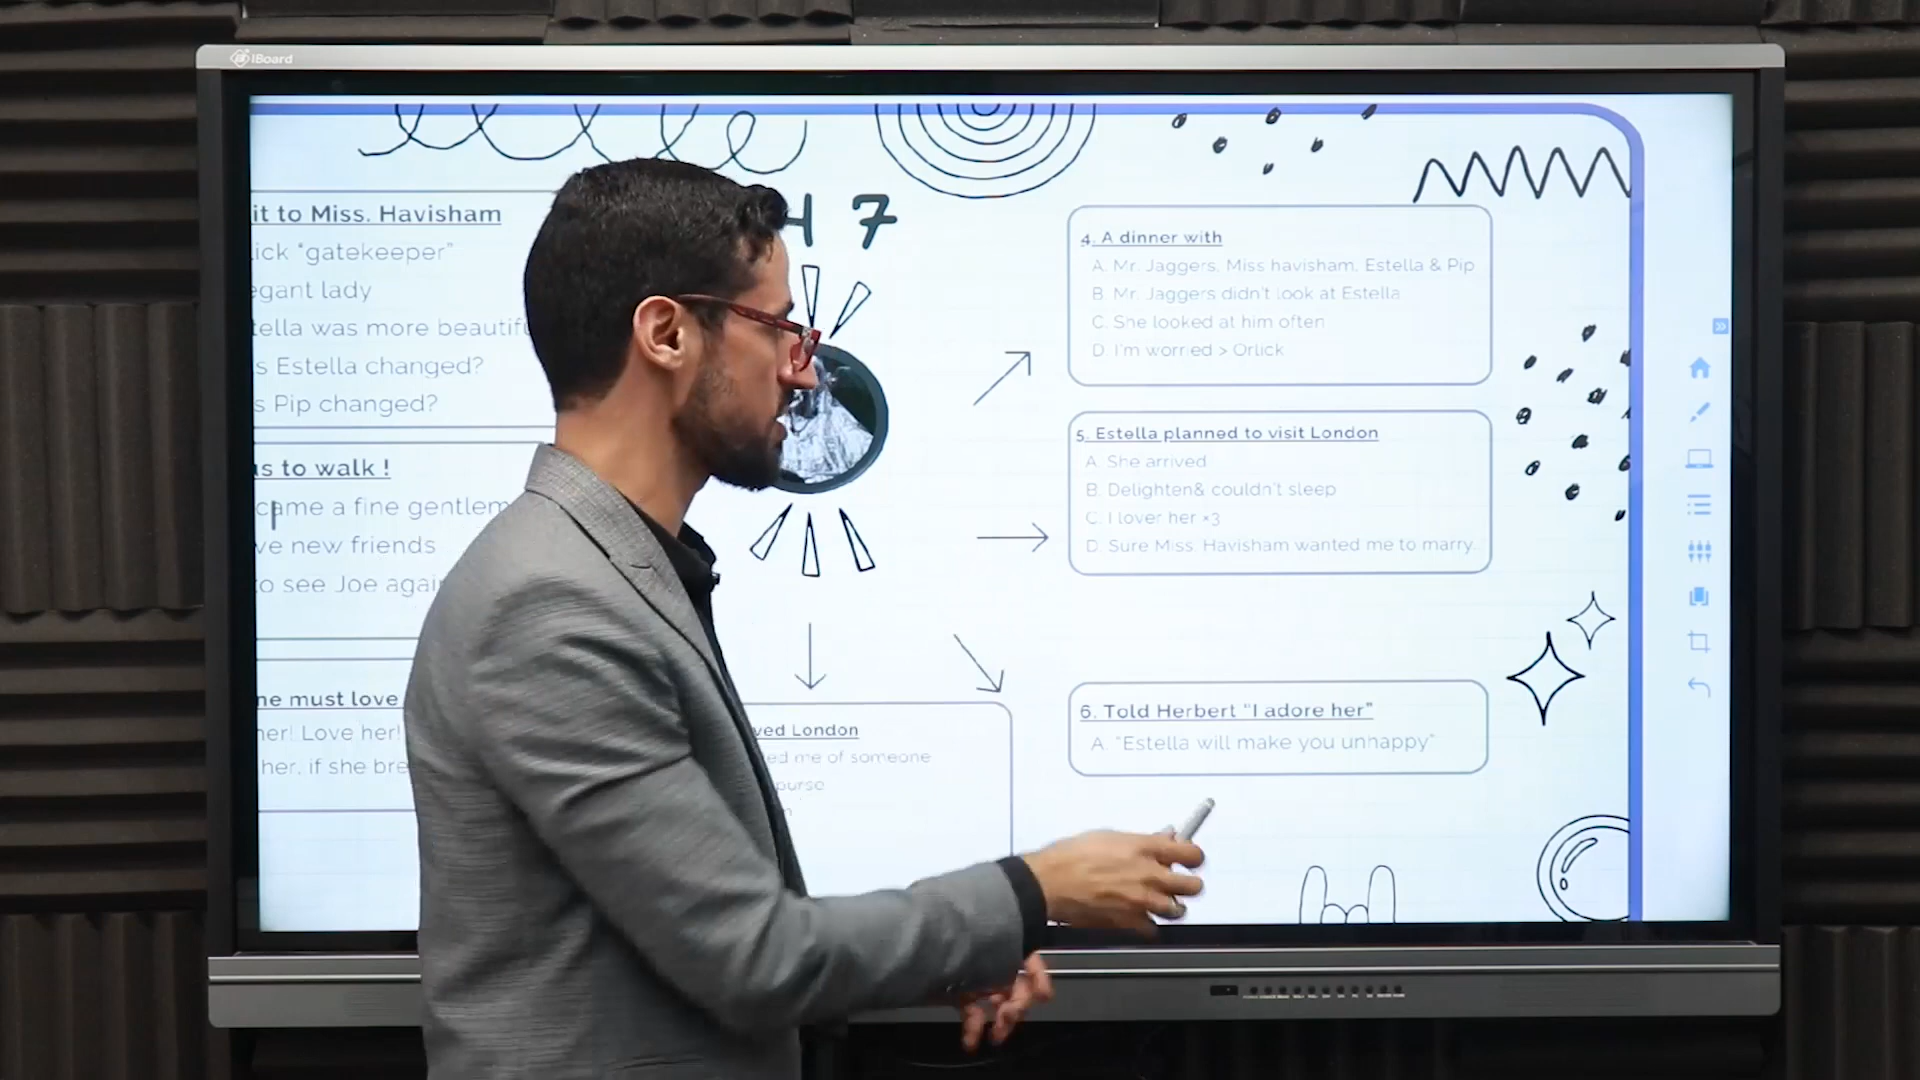 iBoard
it to Miss. Havisham
ick "gatekeeper"
egant lady
tella was more beautifu
s Estella changed?
s Pip changed?
us to walk !
came a fine gentlem
ve new friends
to see Joe agai
ne must love
her! Love her!
her, if she bre
H 7
ved London
ed me of someone
purse
4. A dinner with
A. Mr. Jaggers, Miss havisham, Estella & Pip
B. Mr. Jaggers didn't look at Estella
C. She looked at him often
D. I'm worried > Orlick
5. Estella planned to visit London
A. She arrived
B. Delighten& couldn't sleep
C. I lover her ×3
D. Sure Miss. Havisham wanted me to marry..
6. Told Herbert "I adore her"
A. "Estella will make you unhappy"